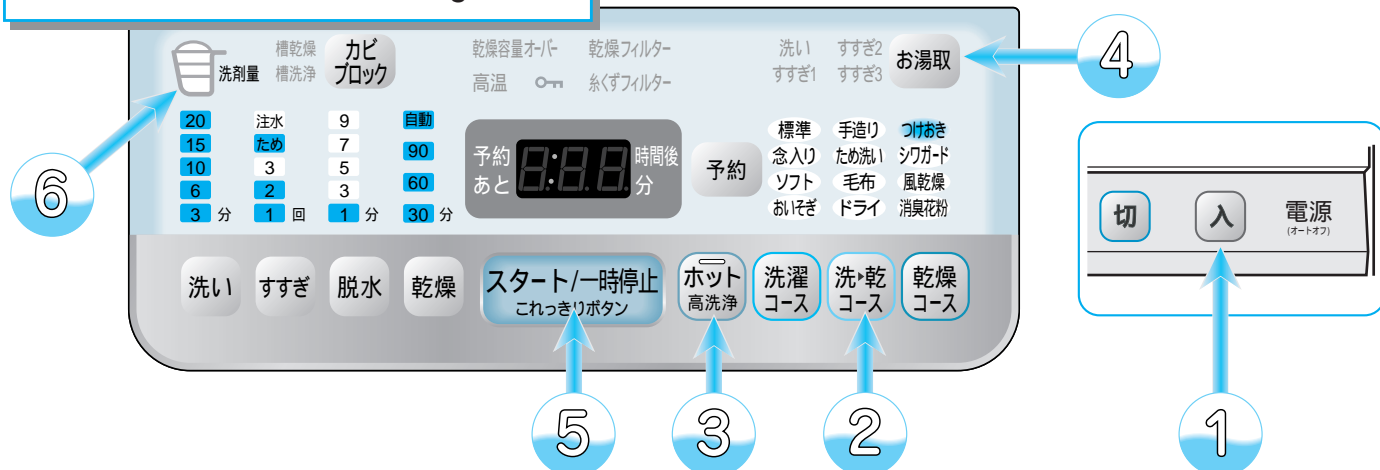 槽乾燥
カビ
乾燥容量オーバー 乾燥フィルター
洗い すすぎ2
お湯取
洗剤量 槽洗浄
ブロック
高温 糸くずフィルター
すすぎ1 すすぎ3
4
20 注水 9 自動
15 ため 7 90
10 3 5 60
6 2 3
3 分 1 回 1 分 30 分
予約 8:88 時間後
あと 分
予約
標準 手造り つけおき
念入り ため洗い シワガード
ソフト 毛布 風乾燥
おいそぎ ドライ 消臭花粉
6
切 入 電源
(オートオフ)
洗い すすぎ 脱水 乾燥
スタート/一時停止
これっきりボタン
ホット
高洗浄
洗濯
コース
洗▸乾
コース
乾燥
コース
5 3 2 1